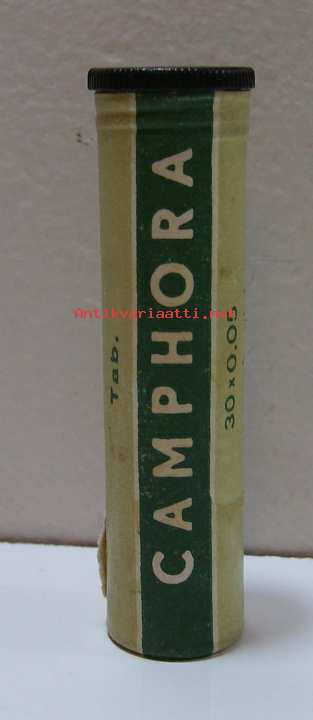 Tab.
CAMPHORA
30 x 0.05
Antikvariaatti.net